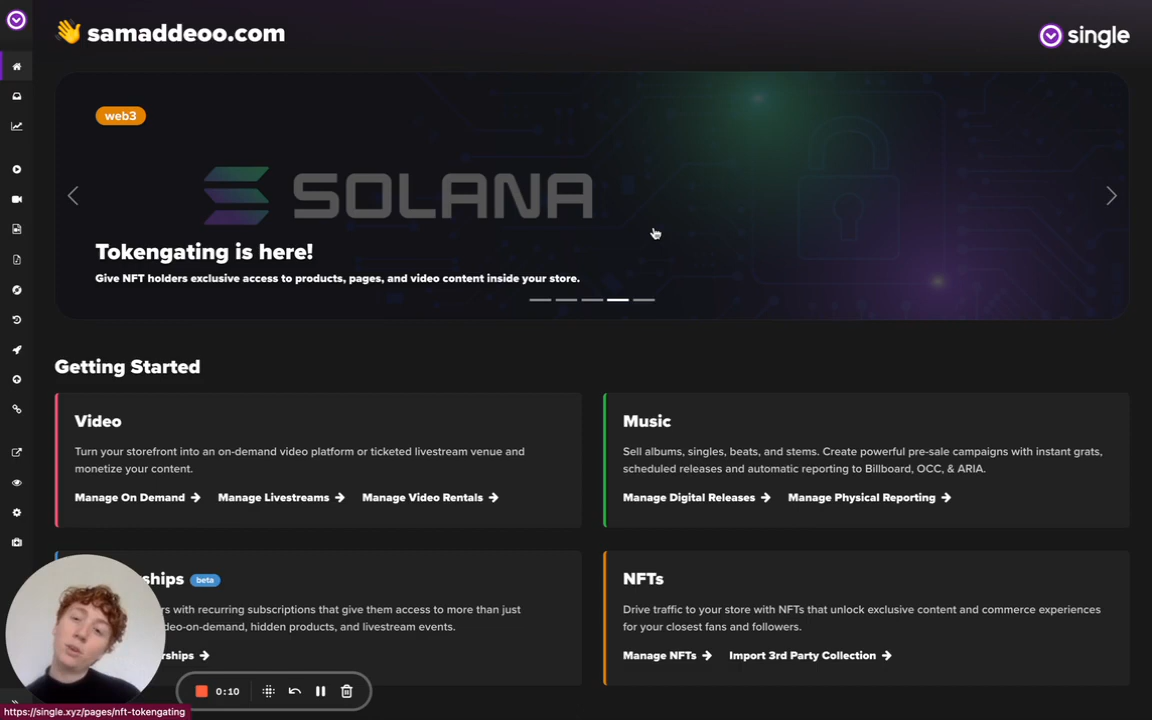 👋 samaddeoo.com
single
web3
SOLANA
Tokengating is here!
Give NFT holders exclusive access to products, pages, and video content inside your store.
Getting Started
Video
Turn your storefront into an on-demand video platform or ticketed livestream venue and
monetize your content.
Manage On Demand → Manage Livestreams → Manage Video Rentals →
Music
Sell albums, singles, beats, and stems. Create powerful pre-sale campaigns with instant grats,
scheduled releases and automatic reporting to Billboard, OCC, & ARIA.
Manage Digital Releases → Manage Physical Reporting →
ships beta
rs with recurring subscriptions that give them access to more than just
eo-on-demand, hidden products, and livestream events.
rships →
NFTs
Drive traffic to your store with NFTs that unlock exclusive content and commerce experiences
for your closest fans and followers.
Manage NFTs → Import 3rd Party Collection →
0:10
https://single.xyz/pages/nft-tokengating